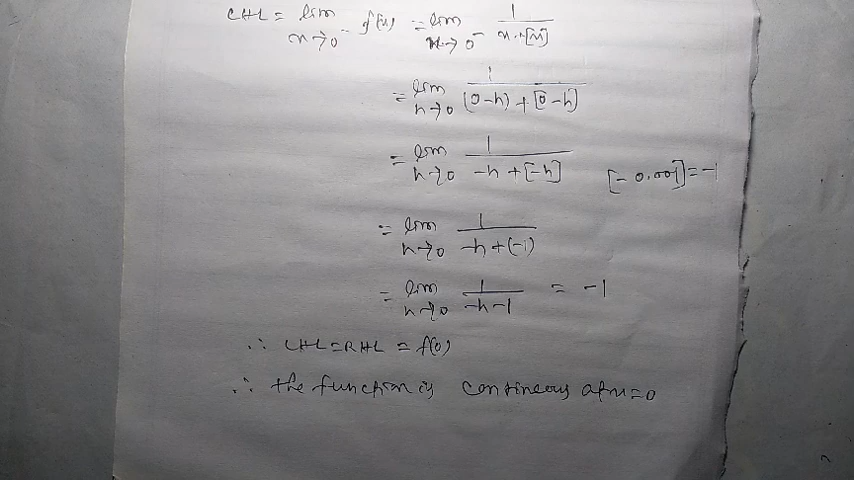 LHL = lim x→0⁻ f(x) = lim x→0⁻ 1/(x+[x])
= lim h→0 1/((0-h)+[0-h])
= lim h→0 1/(-h+[-h]) [-0.001]=-1
= lim h→0 1/(-h+(-1))
= lim h→0 1/(-h-1) = -1
∴ LHL=RHL = f(0)
∴ the function is contineous at x=0